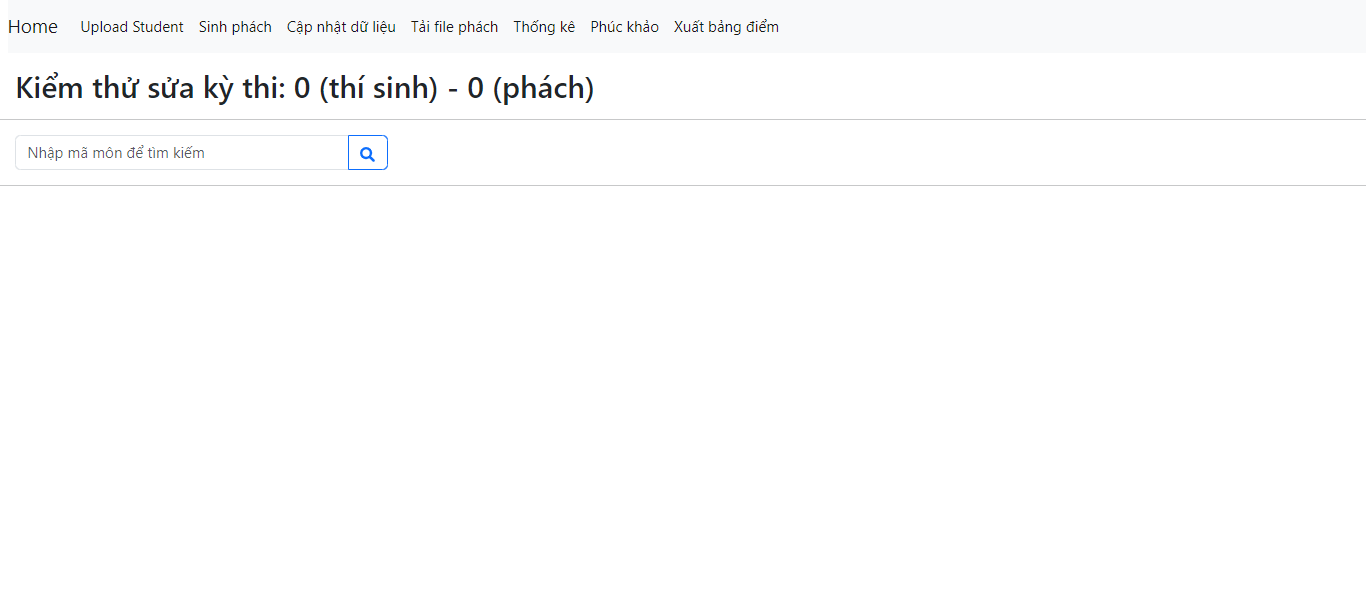 Home Upload Student Sinh phách Cập nhật dữ liệu Tải file phách Thống kê Phúc khảo Xuất bảng điểm
Kiểm thử sửa kỳ thi: 0 (thí sinh) - 0 (phách)
Nhập mã môn để tìm kiếm